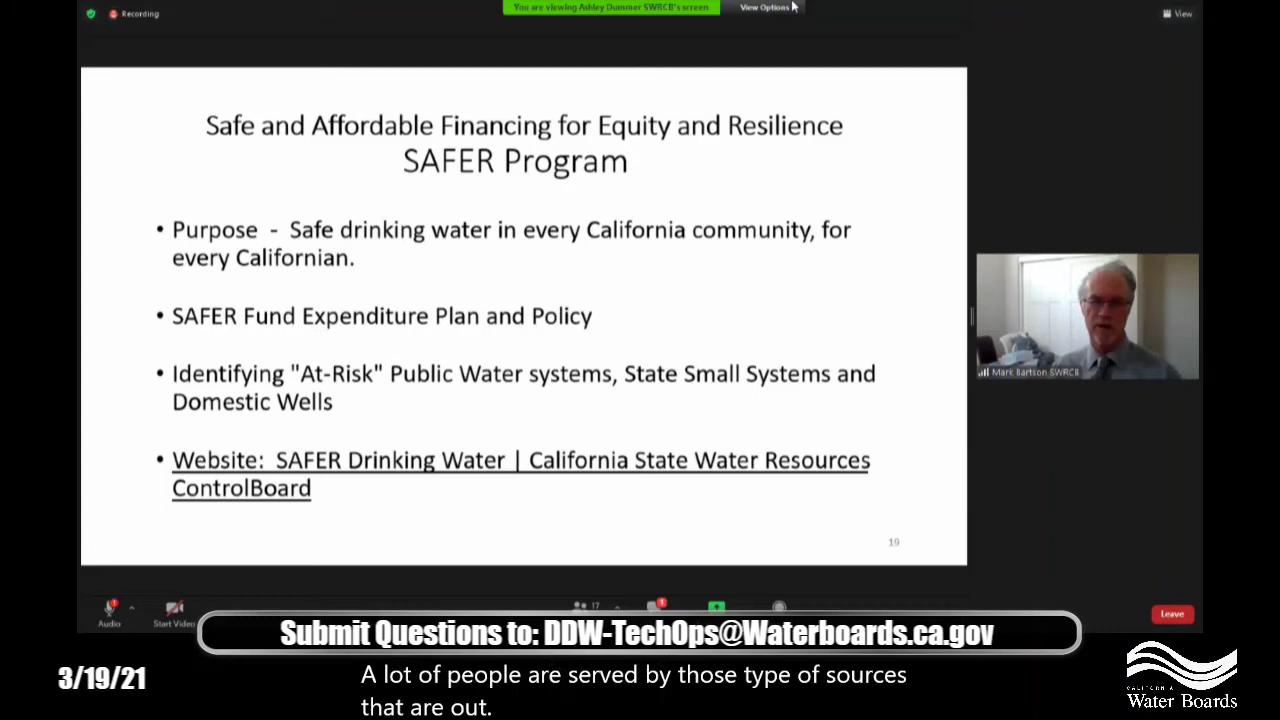 Recording
You are viewing Ashley Dummer SWRCB's screen
View Options
View
Safe and Affordable Financing for Equity and Resilience
SAFER Program
• Purpose - Safe drinking water in every California community, for
every Californian.
• SAFER Fund Expenditure Plan and Policy
• Identifying "At-Risk" Public Water systems, State Small Systems and
Domestic Wells
• Website: SAFER Drinking Water | California State Water Resources
ControlBoard
19
Mark Bartson SWRCB
1
17
1
Audio
Start Video
Leave
Submit Questions to: DDW-TechOps@Waterboards.ca.gov
3/19/21
A lot of people are served by those type of sources
that are out.
CALIFORNIA
Water Boards